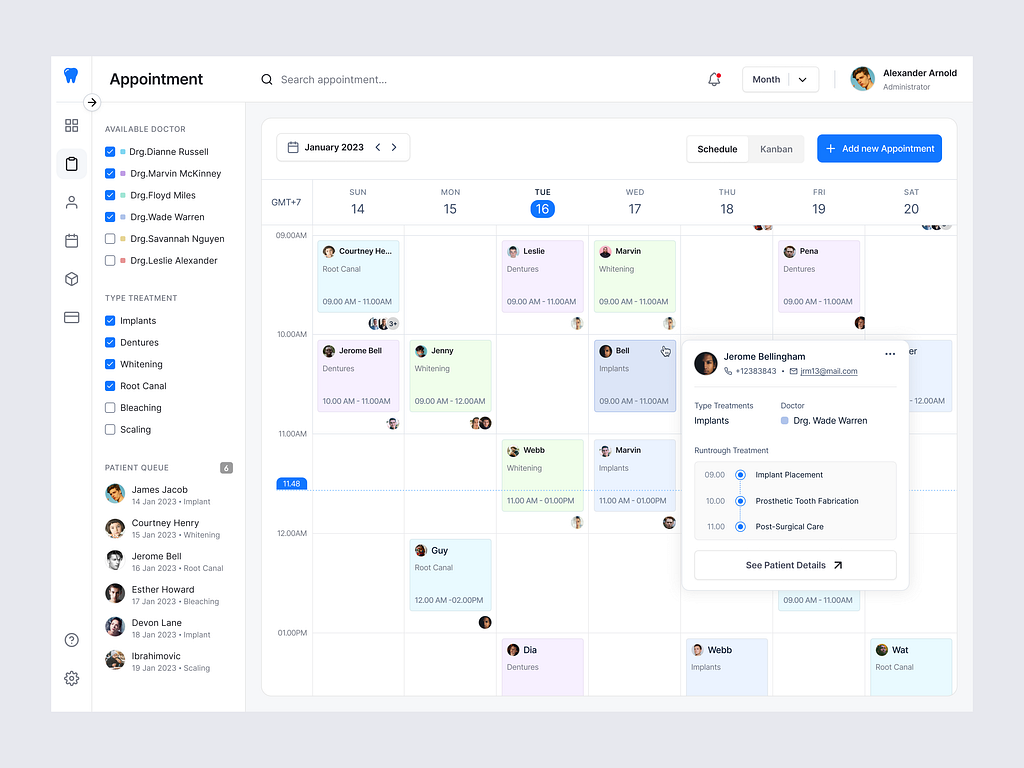 Appointment
Search appointment...
Month
Alexander Arnold
Administrator
AVAILABLE DOCTOR
Drg.Dianne Russell
Drg.Marvin McKinney
Drg.Floyd Miles
Drg.Wade Warren
Drg.Savannah Nguyen
Drg.Leslie Alexander
TYPE TREATMENT
Implants
Dentures
Whitening
Root Canal
Bleaching
Scaling
PATIENT QUEUE 6
James Jacob
14 Jan 2023 • Implant
Courtney Henry
15 Jan 2023 • Whitening
Jerome Bell
16 Jan 2023 • Root Canal
Esther Howard
17 Jan 2023 • Bleaching
Devon Lane
18 Jan 2023 • Implant
Ibrahimovic
19 Jan 2023 • Scaling
January 2023
Schedule
Kanban
+ Add new Appointment
GMT+7
SUN
14
MON
15
TUE
16
WED
17
THU
18
FRI
19
SAT
20
09.00AM
Courtney He...
Root Canal
09.00 AM - 11.00AM
3+
Leslie
Dentures
09.00 AM - 11.00AM
Marvin
Whitening
09.00 AM - 11.00AM
Pena
Dentures
09.00 AM - 11.00AM
10.00AM
Jerome Bell
Dentures
10.00 AM - 11.00AM
Jenny
Whitening
09.00 AM - 12.00AM
Bell
Implants
09.00 AM - 11.00AM
er
- 12.00AM
11.00AM
Webb
Whitening
11.00 AM - 01.00PM
Marvin
Implants
11.00 AM - 01.00PM
11.48
12.00AM
Guy
Root Canal
12.00 AM -02.00PM
09.00 AM - 11.00AM
01.00PM
Dia
Dentures
Webb
Implants
Wat
Root Canal
Jerome Bellingham
+12383843 • jrm13@mail.com
Type Treatments
Implants
Doctor
Drg. Wade Warren
Runtrough Treatment
09.00 Implant Placement
10.00 Prosthetic Tooth Fabrication
11.00 Post-Surgical Care
See Patient Details